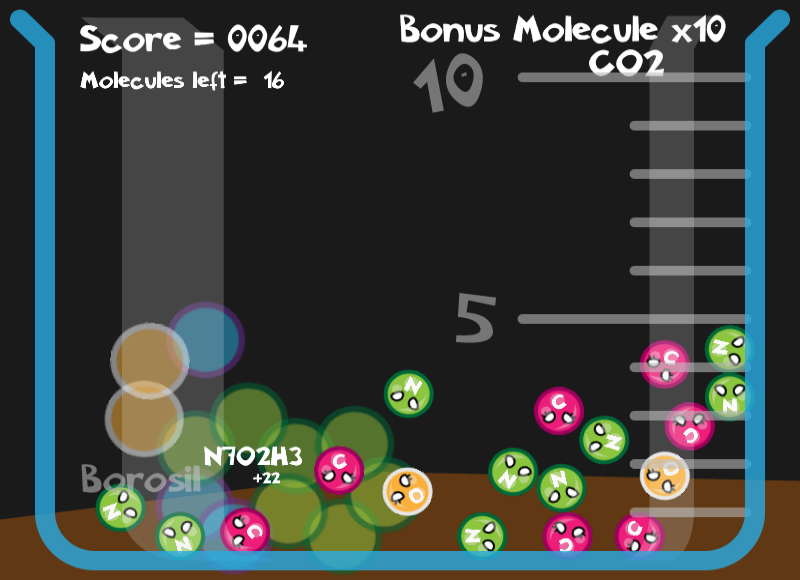 Score = 0064
Bonus Molecule x10
CO2
Molecules left = 16
10
5
C
N
N
N
C
N
C
N
C
N7O2H3
+22
C
N
N
O
O
Borosil
N
N
C
N
C
C